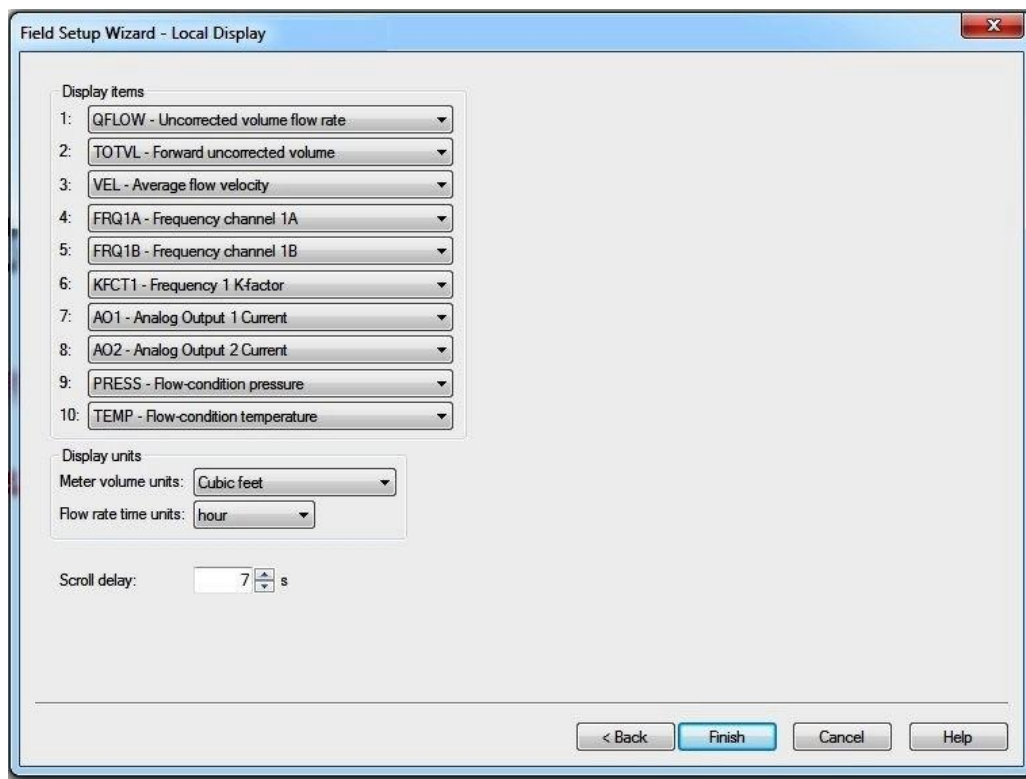 Field Setup Wizard - Local Display
x
Display items
1: QFLOW - Uncorrected volume flow rate
2: TOTVL - Forward uncorrected volume
3: VEL - Average flow velocity
4: FRQ1A - Frequency channel 1A
5: FRQ1B - Frequency channel 1B
6: KFCT1 - Frequency 1 K-factor
7: AO1 - Analog Output 1 Current
8: AO2 - Analog Output 2 Current
9: PRESS - Flow-condition pressure
10: TEMP - Flow-condition temperature
Display units
Meter volume units: Cubic feet
Flow rate time units: hour
Scroll delay: 7 s
< Back Finish Cancel Help